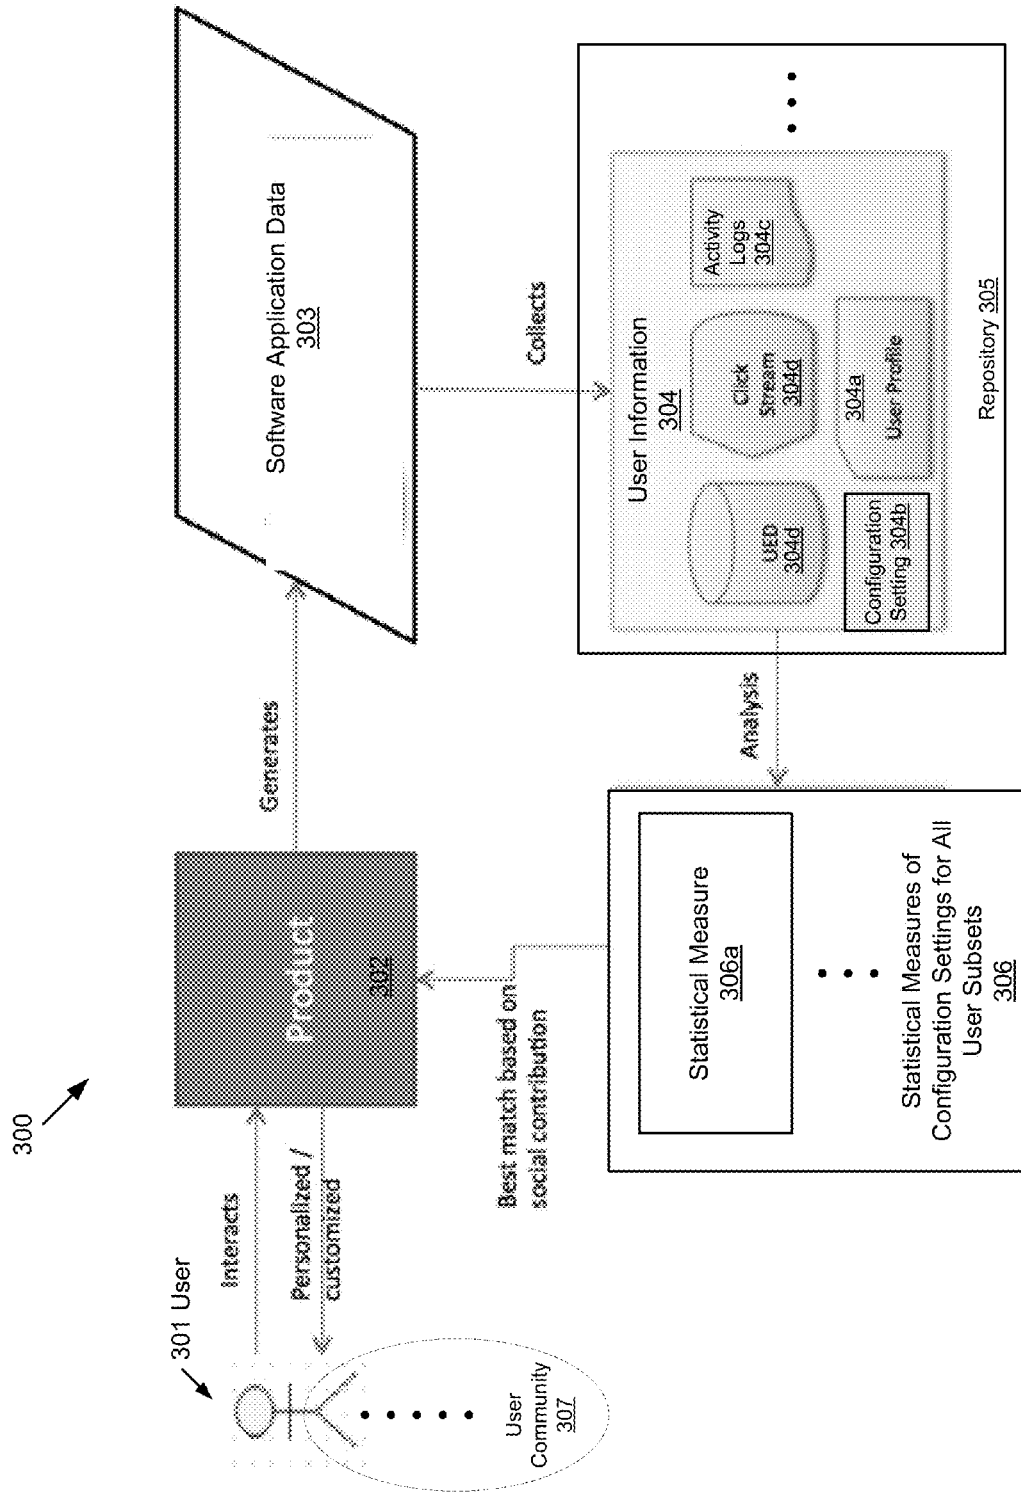 300
301 User
Interacts
Personalized /
customized
User
Community
307
Product
302
Generates
Software Application Data
303
Collects
User Information
304
UED
304d
Click
Stream
304d
Activity
Logs
304c
Configuration
Setting 304b
304a
User Profile
Repository 305
Analysis
Best match based on
social contribution
Statistical Measure
306a
Statistical Measures of
Configuration Settings for All
User Subsets
306